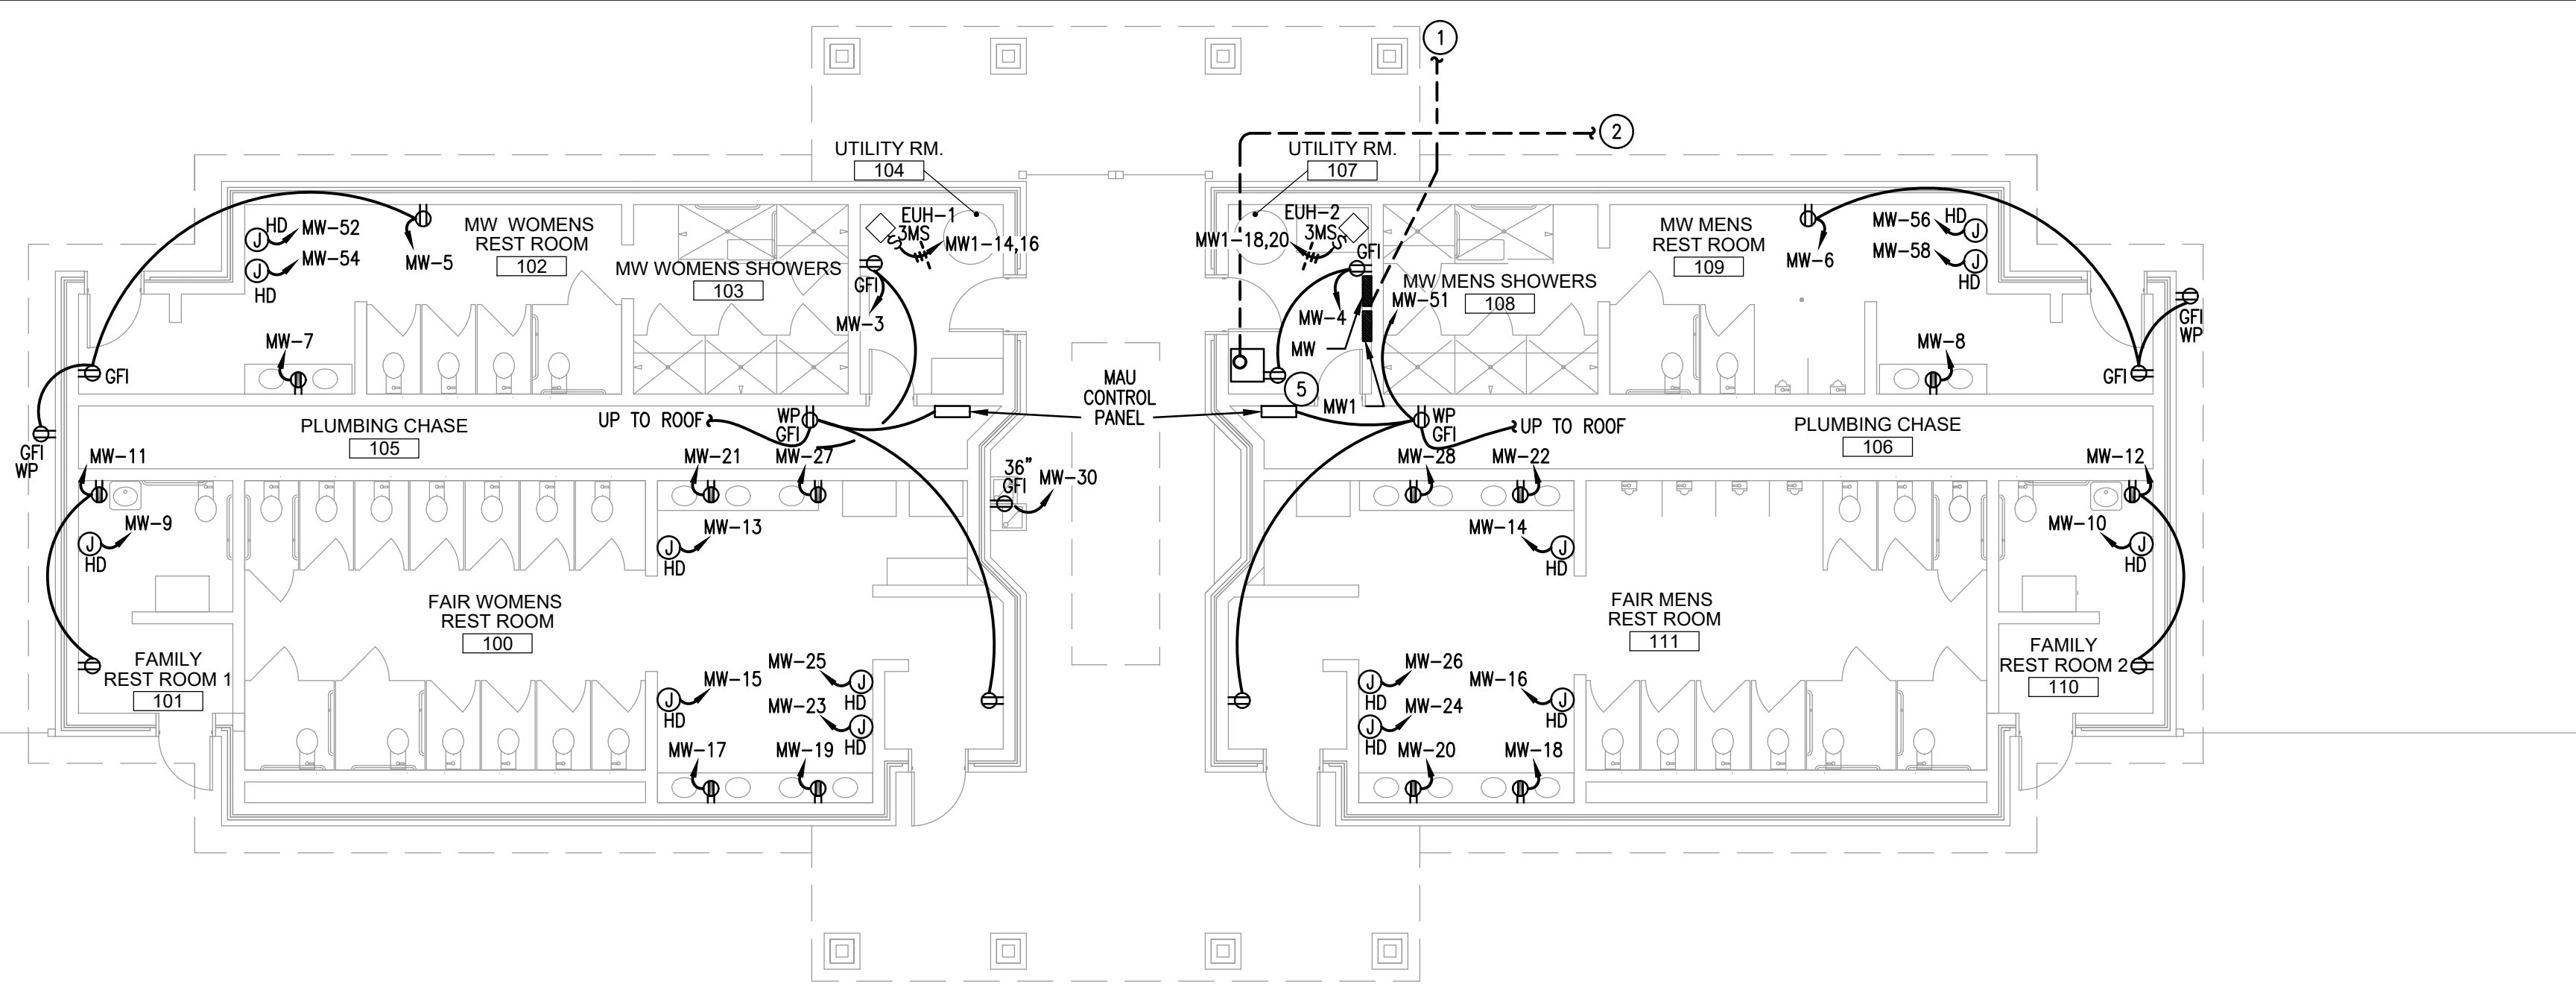 1
2
UTILITY RM.
104
UTILITY RM.
107
EUH-1
3MS
MW1-14,16
EUH-2
3MS
MW1-18,20
GFI
HD
MW-52
J
MW-54
J
HD
MW-5
MW WOMENS
REST ROOM
102
MW WOMENS SHOWERS
103
GFI
MW-3
MW-4
MW
MW1
MW-51
MW MENS SHOWERS
108
MW MENS
REST ROOM
109
MW-6
MW-56
HD
J
MW-58
J
HD
GFI
WP
MW-7
GFI
MW-8
GFI
5
MAU
CONTROL
PANEL
UP TO ROOF
WP
GFI
WP
GFI
UP TO ROOF
PLUMBING CHASE
105
PLUMBING CHASE
106
GFI
WP
MW-11
MW-21
MW-27
36"
GFI
MW-30
MW-28
MW-22
MW-12
MW-9
J
HD
MW-13
J
HD
MW-14
J
HD
MW-10
J
HD
FAIR WOMENS
REST ROOM
100
FAIR MENS
REST ROOM
111
FAMILY
REST ROOM 1
101
FAMILY
REST ROOM 2
110
MW-15
J
HD
MW-25
J
HD
MW-23
J
HD
MW-17
MW-19
MW-26
J
HD
MW-24
J
HD
MW-16
J
HD
MW-20
MW-18